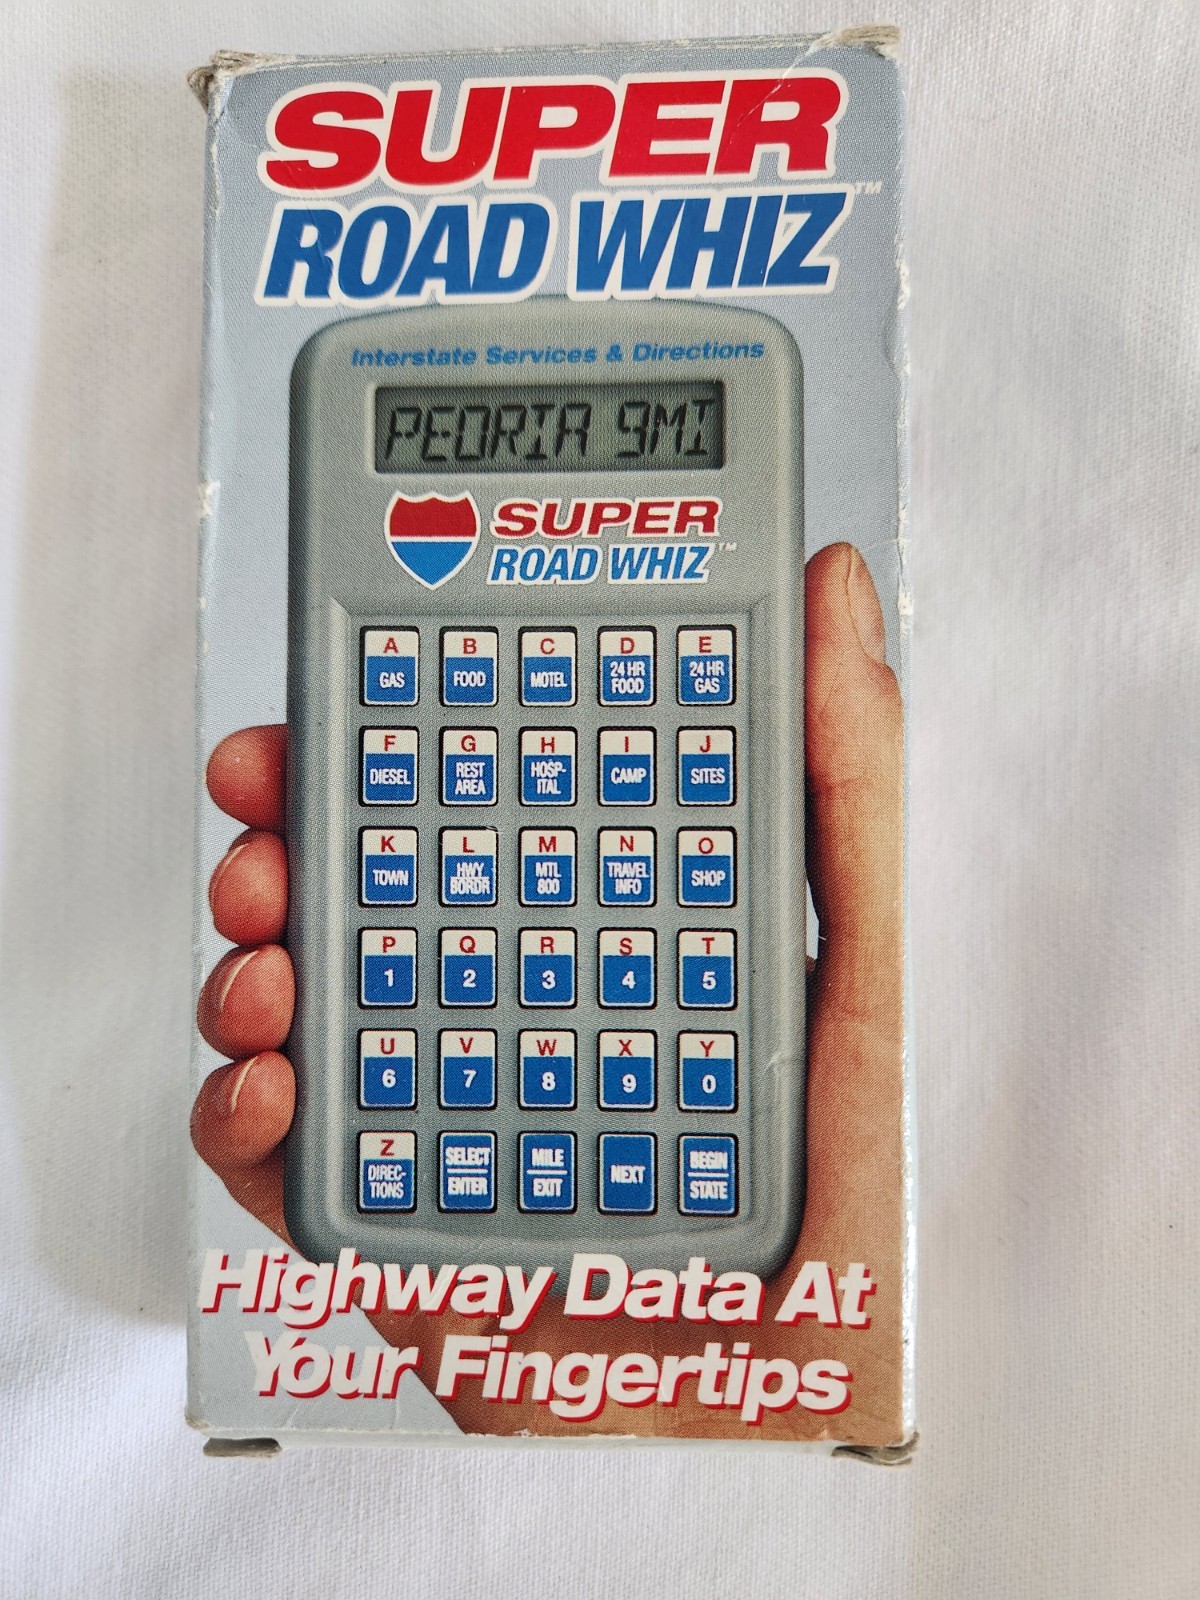 SUPER
ROAD WHIZ™
Interstate Services & Directions
PEORIA 9MI
SUPER
ROAD WHIZ™
A B C D E
GAS FOOD MOTEL 24 HR FOOD 24 HR GAS
F G H I J
DIESEL REST AREA HOSP-ITAL CAMP SITES
K L M N O
TOWN HWY BORDR MTL 800 TRAVEL INFO SHOP
P Q R S T
1 2 3 4 5
U V W X Y
6 7 8 9 0
Z
DIREC-TIONS SELECT ENTER MILE EXIT NEXT BEGIN STATE
Highway Data At
Your Fingertips